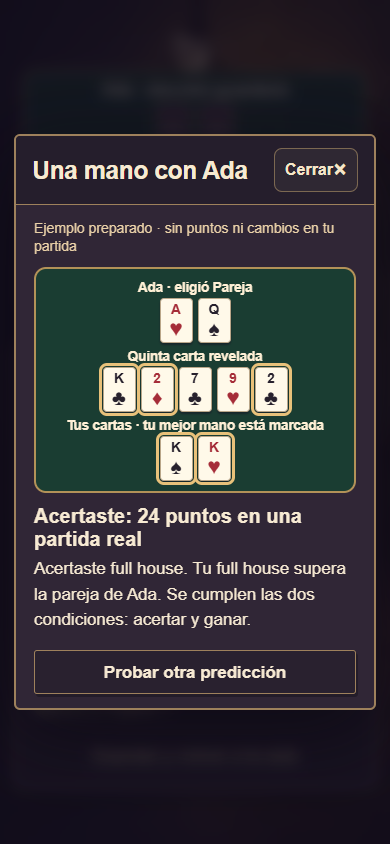 Una mano con Ada
Cerrar×
Ejemplo preparado · sin puntos ni cambios en tu
partida
Ada · eligió Pareja
A♥ Q♠
Quinta carta revelada
K♣ 2♦ 7♣ 9♥ 2♣
Tus cartas · tu mejor mano está marcada
K♠ K♥
Acertaste: 24 puntos en una
partida real
Acertaste full house. Tu full house supera
la pareja de Ada. Se cumplen las dos
condiciones: acertar y ganar.
Probar otra predicción